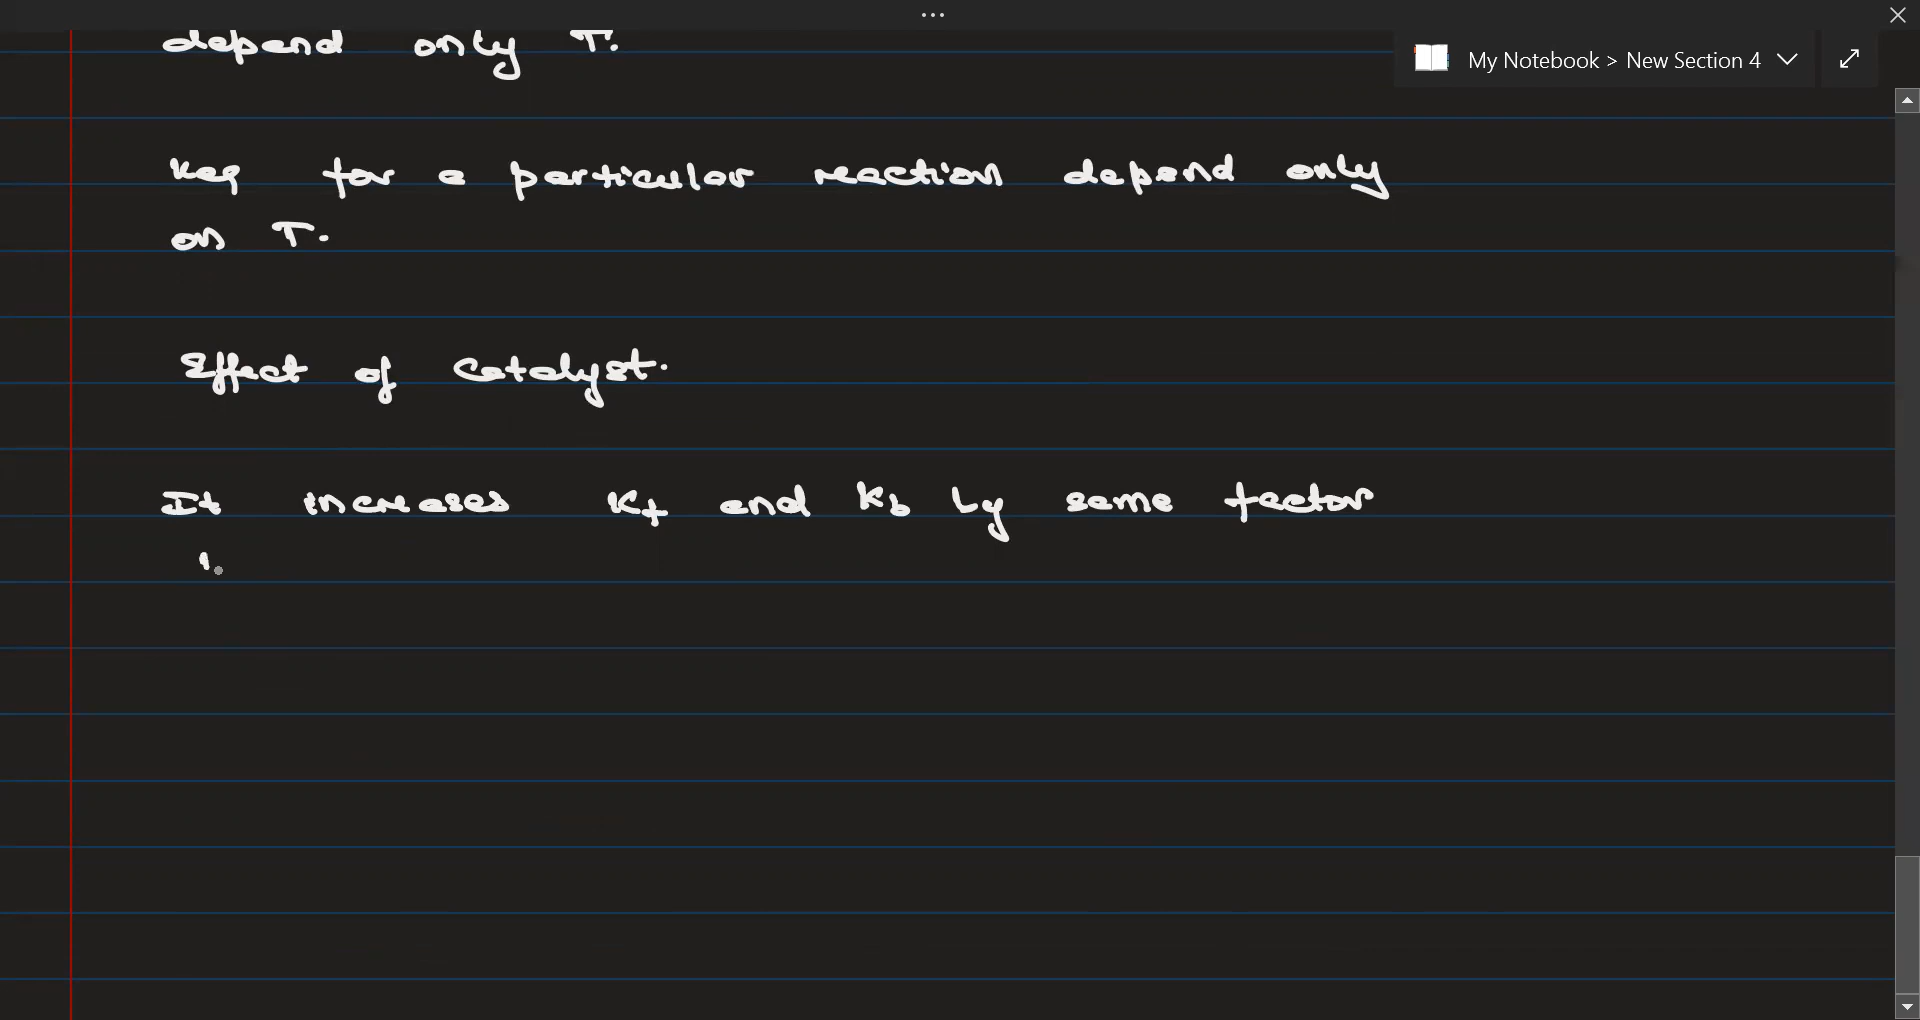 depend only T.
My Notebook > New Section 4
Keq for a particular reaction depend only
on T.
Effect of Catalyst.
It increases Kf and Kb by same factor